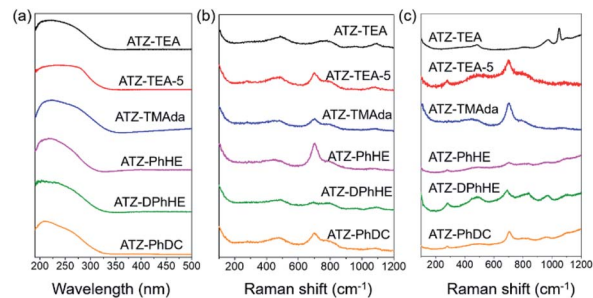 (a)
ATZ-TEA
ATZ-TEA-5
ATZ-TMAda
ATZ-PhHE
ATZ-DPhHE
ATZ-PhDC
200 250 300 350 400 450 500
Wavelength (nm)
(b)
ATZ-TEA
ATZ-TEA-5
ATZ-TMAda
ATZ-PhHE
ATZ-DPhHE
ATZ-PhDC
200 400 600 800 1000 1200
Raman shift (cm⁻¹)
(c)
ATZ-TEA
ATZ-TEA-5
ATZ-TMAda
ATZ-PhHE
ATZ-DPhHE
ATZ-PhDC
200 400 600 800 1000 1200
Raman shift (cm⁻¹)